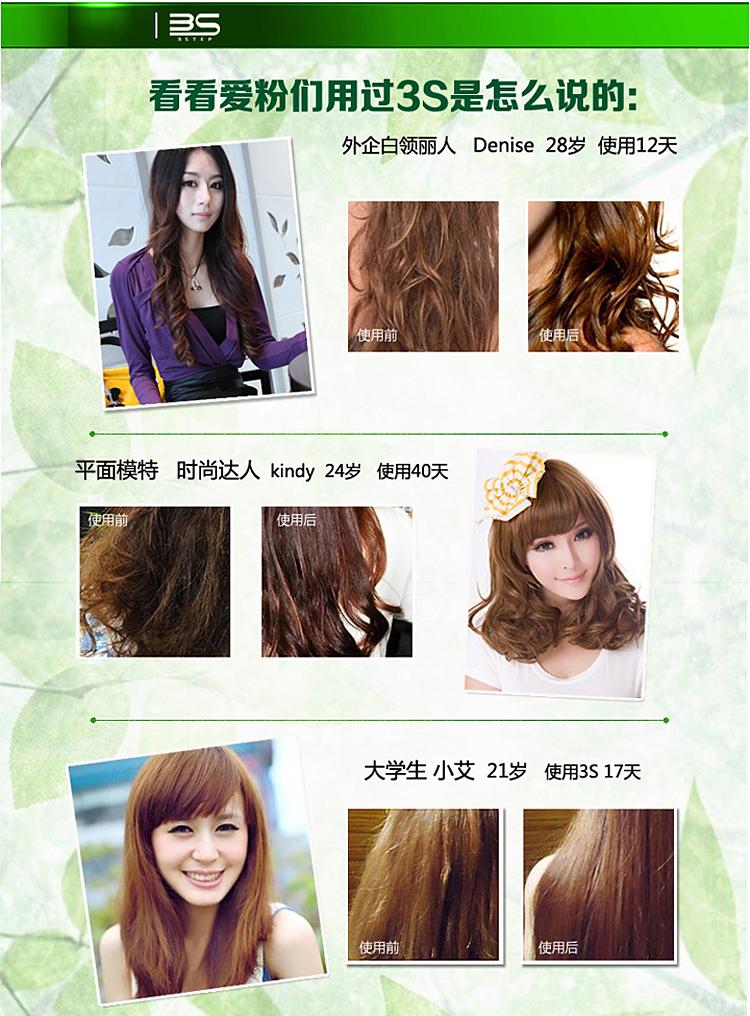 3S
3STEP
看看爱粉们用过3S是怎么说的:
外企白领丽人 Denise 28岁 使用12天
使用前
使用后
平面模特 时尚达人 kindy 24岁 使用40天
使用前
使用后
大学生 小艾 21岁 使用3S 17天
使用前
使用后